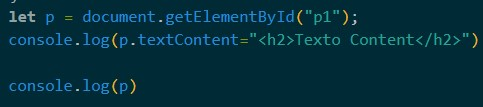 let p = document.getElementById("p1");
console.log(p.textContent="<h2>Texto Content</h2>")
console.log(p)